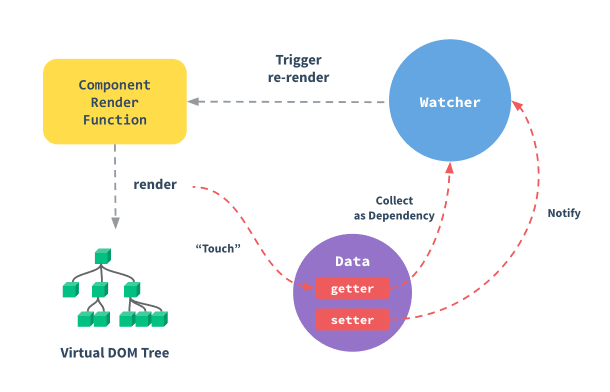 Trigger
re-render
Component
Render
Function
Watcher
render
Collect
as Dependency
Notify
“Touch”
Data
getter
setter
Virtual DOM Tree